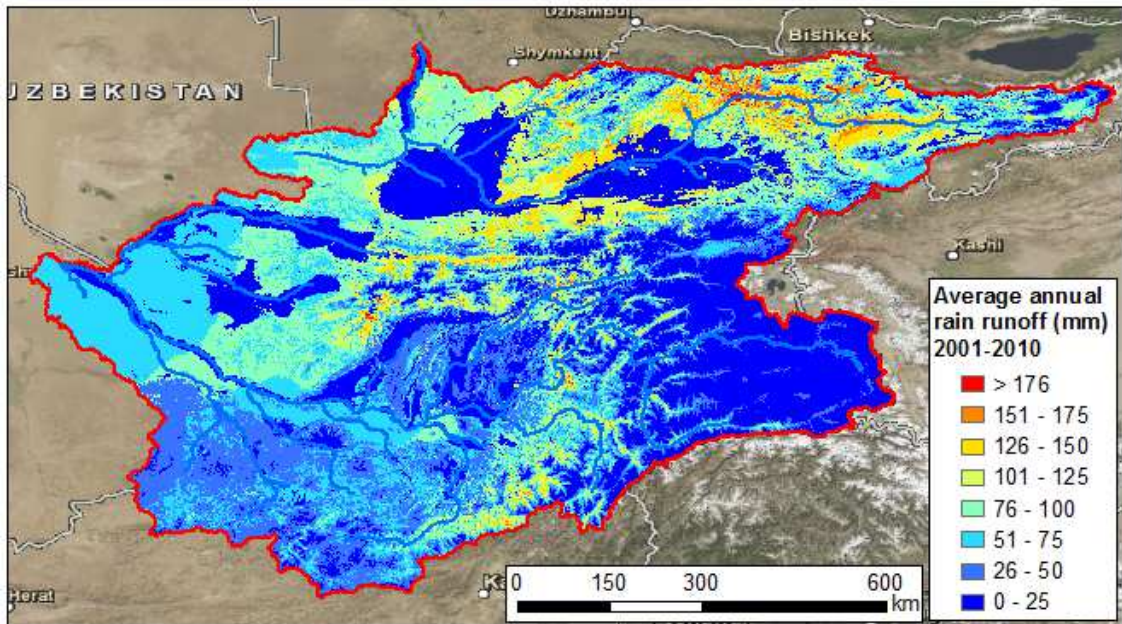 Dzhambul
Shymkent
Bishkek
UZBEKISTAN
Kashi
Herat
Average annual
rain runoff (mm)
2001-2010
> 176
151 - 175
126 - 150
101 - 125
76 - 100
51 - 75
26 - 50
0 - 25
0 150 300 600
km